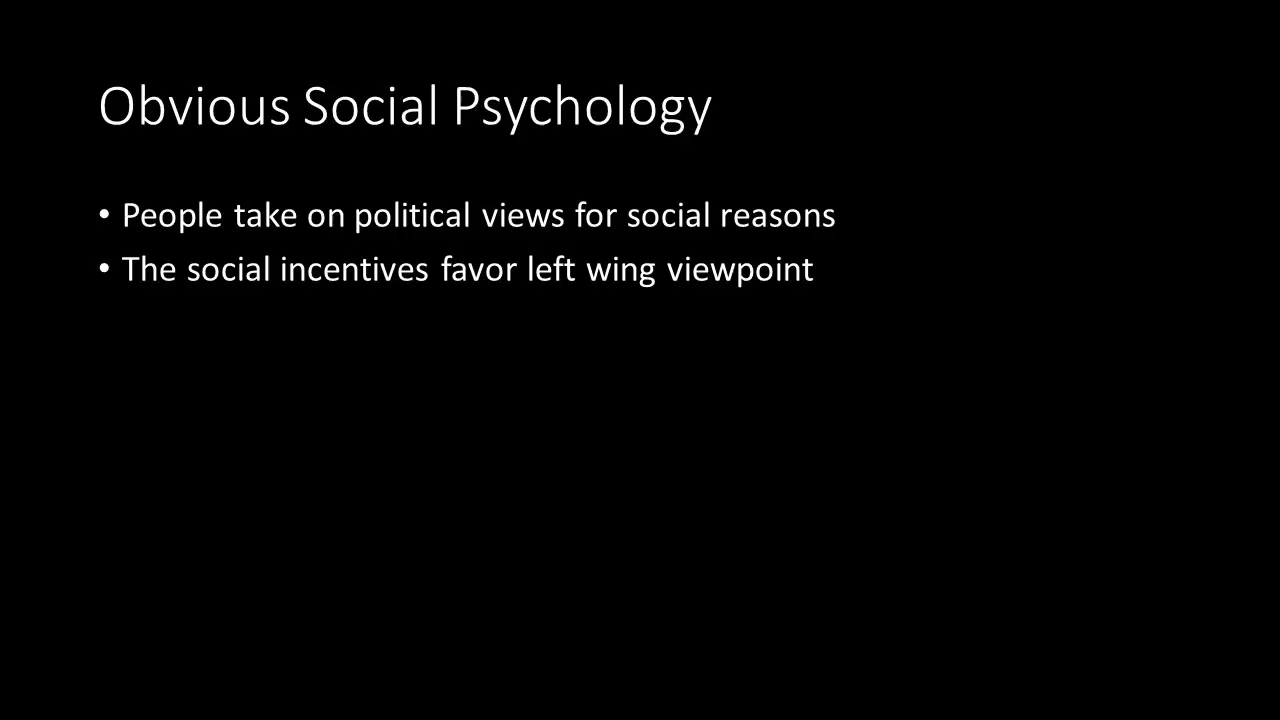 Obvious Social Psychology
• People take on political views for social reasons
• The social incentives favor left wing viewpoint